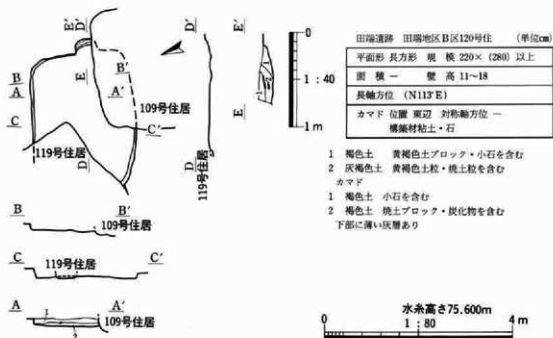 E' D'
E
B'
B
A
A'
C
C'
109号住居
119号住居
D
D'
D
119号住居
E'
E
0
1 : 40
1 m
田端遺跡 田端地区B区120号住 (単位cm)
平面形 長方形 規 模 220×(280)以上
面 積 ー 壁 高 11〜18
長軸方位 (N113°E)
カマド 位置 東辺 対称軸方位 ー
構築材粘土・石
1 褐色土 黄褐色土ブロック・小石を含む
2 灰褐色土 黄褐色土粒・焼土粒を含む
カマド
1 褐色土 小石を含む
2 褐色土 焼土ブロック・炭化物を含む
下部に薄い灰層あり
B B'
109号住居
C 119号住居 C'
A 1 A'
109号住居
2
水糸高さ75.600m
0 1 : 80 4 m